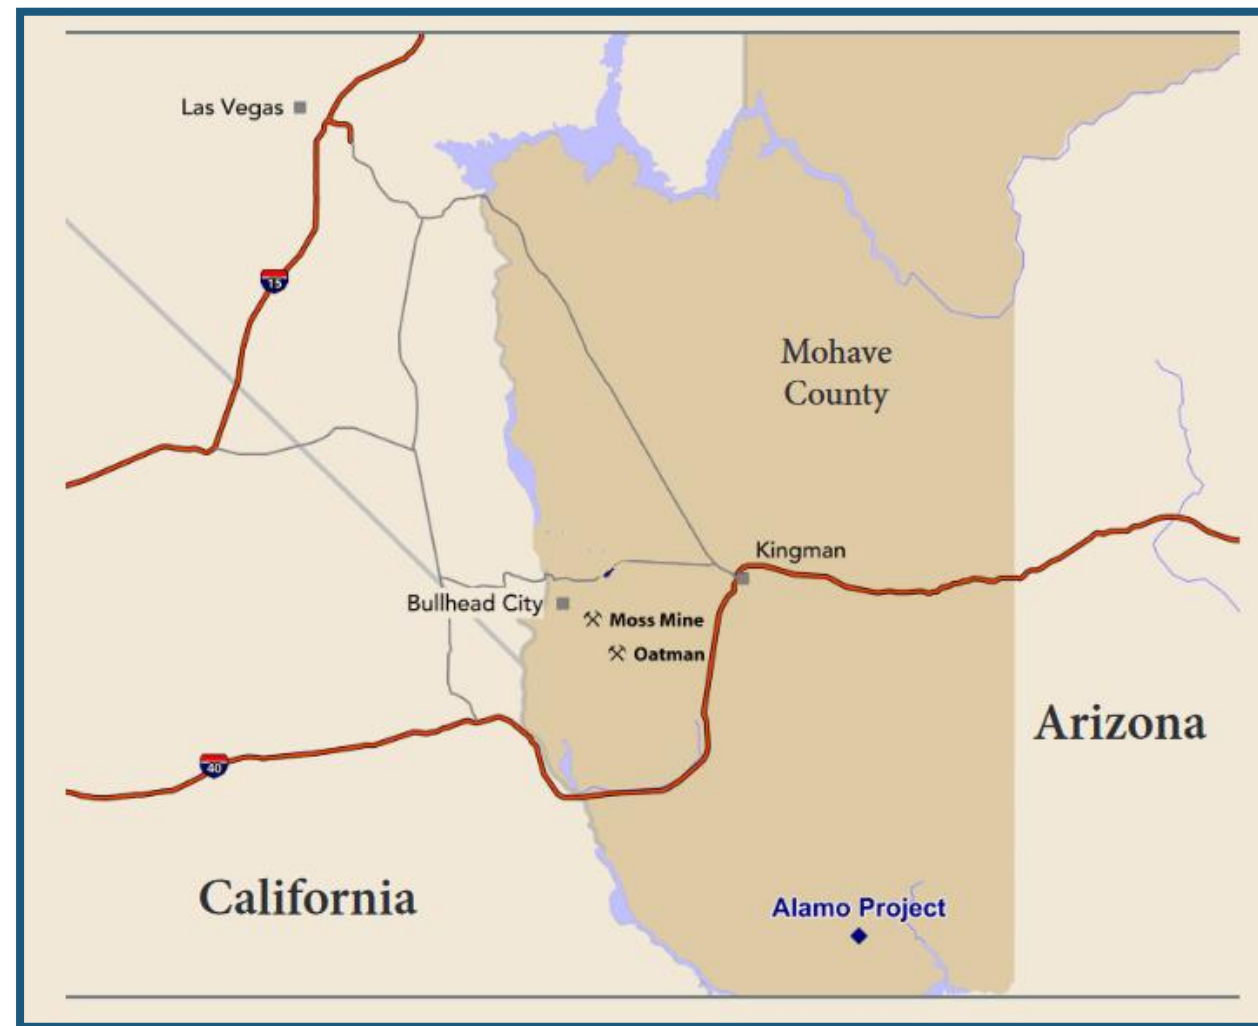 Las Vegas
15
Mohave
County
Kingman
Bullhead City
Moss Mine
Oatman
Arizona
40
California
Alamo Project